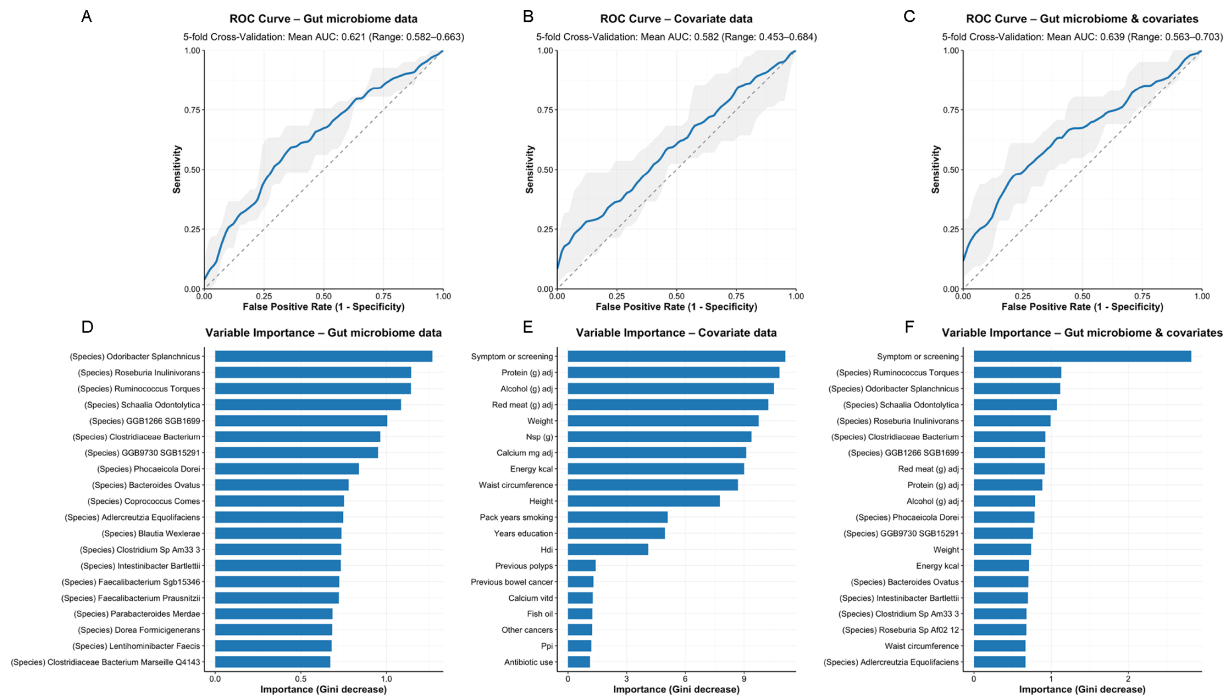 A
ROC Curve – Gut microbiome data
5-fold Cross-Validation: Mean AUC: 0.621 (Range: 0.582–0.663)
1.00
0.75
0.50
0.25
0.00
Sensitivity
0.00 0.25 0.50 0.75 1.00
False Positive Rate (1 - Specificity)
B
ROC Curve – Covariate data
5-fold Cross-Validation: Mean AUC: 0.582 (Range: 0.453–0.684)
1.00
0.75
0.50
0.25
0.00
Sensitivity
0.00 0.25 0.50 0.75 1.00
False Positive Rate (1 - Specificity)
C
ROC Curve – Gut microbiome & covariates
5-fold Cross-Validation: Mean AUC: 0.639 (Range: 0.563–0.703)
1.00
0.75
0.50
0.25
0.00
Sensitivity
0.00 0.25 0.50 0.75 1.00
False Positive Rate (1 - Specificity)
D
Variable Importance – Gut microbiome data
(Species) Odoribacter Splanchnicus
(Species) Roseburia Inulinivorans
(Species) Ruminococcus Torques
(Species) Schaalia Odontolytica
(Species) GGB1266 SGB1699
(Species) Clostridiaceae Bacterium
(Species) GGB9730 SGB15291
(Species) Phocaeicola Dorei
(Species) Bacteroides Ovatus
(Species) Coprococcus Comes
(Species) Adlercreutzia Equolifaciens
(Species) Blautia Wexlerae
(Species) Clostridium Sp Am33 3
(Species) Intestinibacter Bartlettii
(Species) Faecalibacterium Sgb15346
(Species) Faecalibacterium Prausnitzii
(Species) Parabacteroides Merdae
(Species) Dorea Formicigenerans
(Species) Lentihominibacter Faecis
(Species) Clostridiaceae Bacterium Marseille Q4143
0.0 0.5 1.0
Importance (Gini decrease)
E
Variable Importance – Covariate data
Symptom or screening
Protein (g) adj
Alcohol (g) adj
Red meat (g) adj
Weight
Nsp (g)
Calcium mg adj
Energy kcal
Waist circumference
Height
Pack years smoking
Years education
Hdi
Previous polyps
Previous bowel cancer
Calcium vitd
Fish oil
Other cancers
Ppi
Antibiotic use
0 3 6 9
Importance (Gini decrease)
F
Variable Importance – Gut microbiome & covariates
Symptom or screening
(Species) Ruminococcus Torques
(Species) Odoribacter Splanchnicus
(Species) Schaalia Odontolytica
(Species) Roseburia Inulinivorans
(Species) Clostridiaceae Bacterium
(Species) GGB1266 SGB1699
Red meat (g) adj
Protein (g) adj
Alcohol (g) adj
(Species) Phocaeicola Dorei
(Species) GGB9730 SGB15291
Weight
Energy kcal
(Species) Bacteroides Ovatus
(Species) Intestinibacter Bartlettii
(Species) Clostridium Sp Am33 3
(Species) Roseburia Sp Af02 12
Waist circumference
(Species) Adlercreutzia Equolifaciens
0 1 2
Importance (Gini decrease)